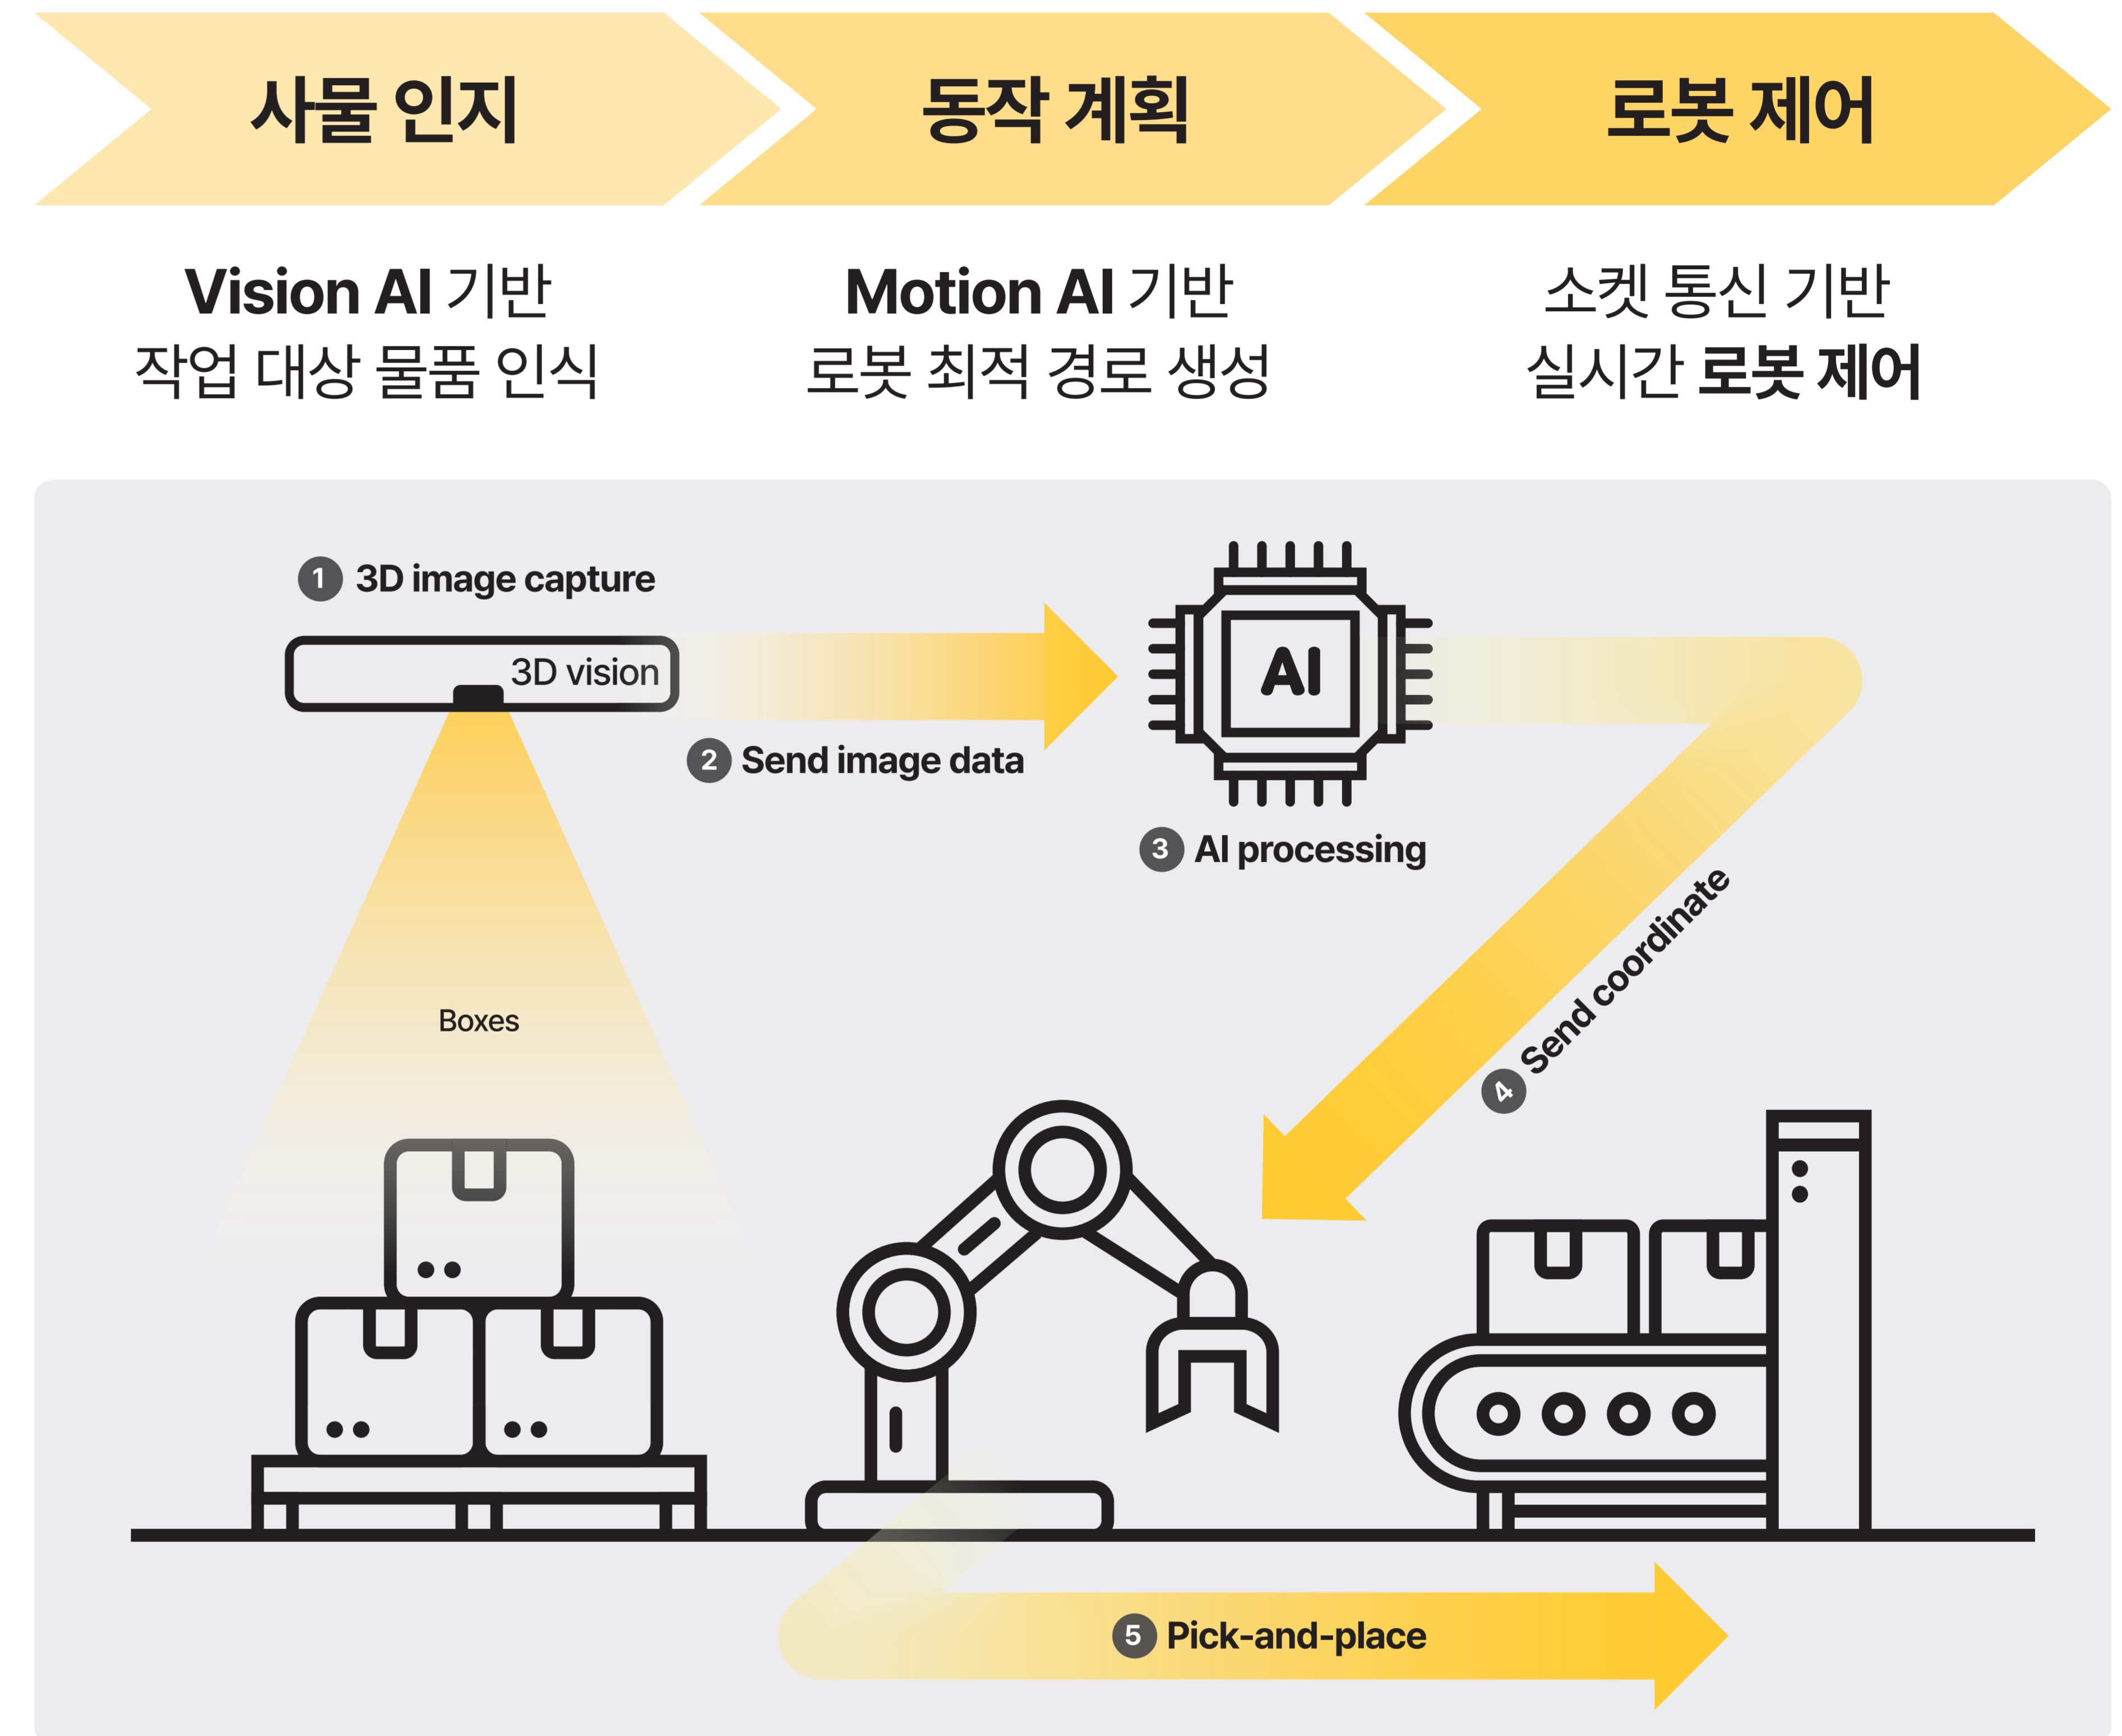 사물 인지
동작 계획
로봇 제어
Vision AI 기반
작업 대상 물품 인식
Motion AI 기반
로봇 최적 경로 생성
소켓 통신 기반
실시간 로봇 제어
1 3D image capture
3D vision
2 Send image data
AI
3 AI processing
4 Send coordinate
Boxes
5 Pick-and-place